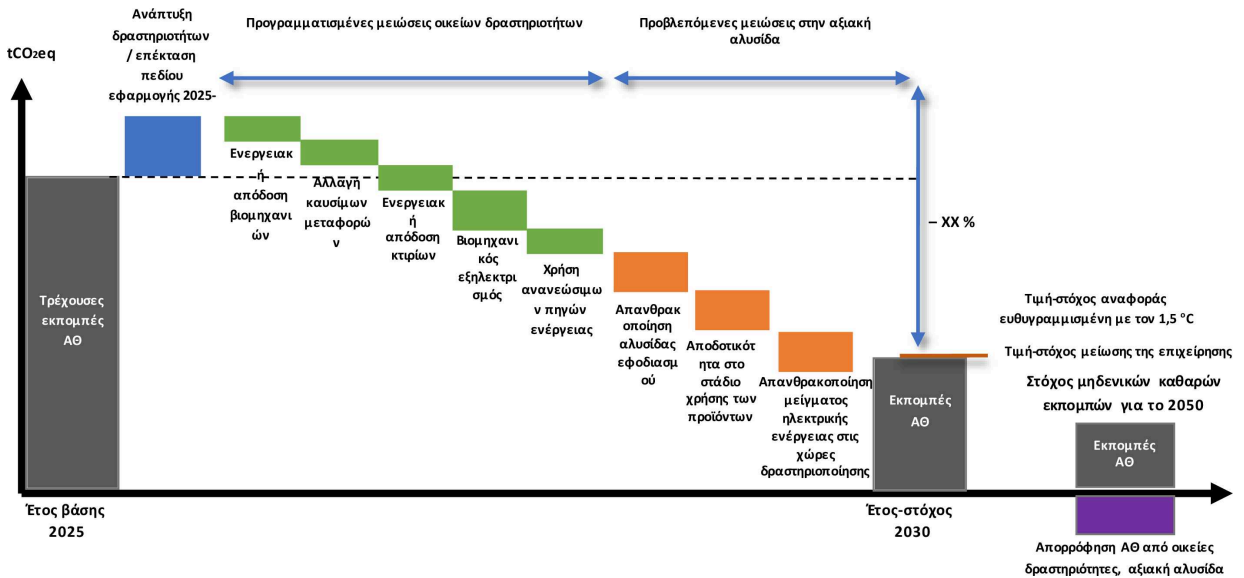 tCO₂eq
Ανάπτυξη
δραστηριοτήτων
/ επέκταση
πεδίου
εφαρμογής 2025-
Προγραμματισμένες μειώσεις οικείων δραστηριοτήτων
Προβλεπόμενες μειώσεις στην αξιακή
αλυσίδα
Τρέχουσες
εκπομπές
ΑΘ
Ενεργειακ
ή
απόδοση
βιομηχανι
ών
Αλλαγή
καυσίμων
μεταφορώ
ν
Ενεργειακ
ή
απόδοση
κτιρίων
Βιομηχανι
κός
εξηλεκτρι
σμός
Χρήση
ανανεώσιμω
ν πηγών
ενέργειας
Απανθρακ
οποίηση
αλυσίδας
εφοδιασμ
ού
Αποδοτικότ
ητα στο
στάδιο
χρήσης των
προϊόντων
Απανθρακοποίηση
μείγματος
ηλεκτρικής
ενέργειας στις
χώρες
δραστηριοποίησης
– XX %
Εκπομπές
ΑΘ
Τιμή-στόχος αναφοράς
ευθυγραμμισμένη με τον 1,5 °C
Τιμή-στόχος μείωσης της επιχείρησης
Στόχος μηδενικών καθαρών
εκπομπών για το 2050
Εκπομπές
ΑΘ
Έτος βάσης
2025
Έτος-στόχος
2030
Απορρόφηση ΑΘ από οικείες
δραστηριότητες, αξιακή αλυσίδα